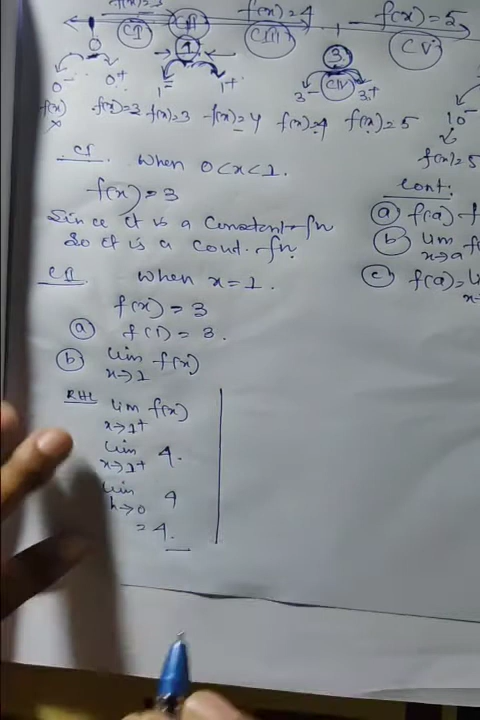 f(x)=3 f(x)=4 f(x)=5
CI CII CIII CV
0 1 3 CIV
0⁻ 0⁺ 1⁻ 1⁺ 3⁻ 3⁺ 10⁻
f(x) f(x)=3 f(x)=3 f(x)=4 f(x)=4 f(x)=5
x
f(x)=5
CI. When 0<x<1.
f(x)=3
Since it is a Constant fn
So it is a cont. fn.
CII. when x=1.
f(x) = 3
(a) f(1) = 3.
(b) lim f(x)
x→1
RHL lim f(x)
x→1⁺
lim 4.
x→1⁺
lim 4
h→0
= 4.
Cont:
(a) f(a)
(b) lim
x→a
(c) f(a)=